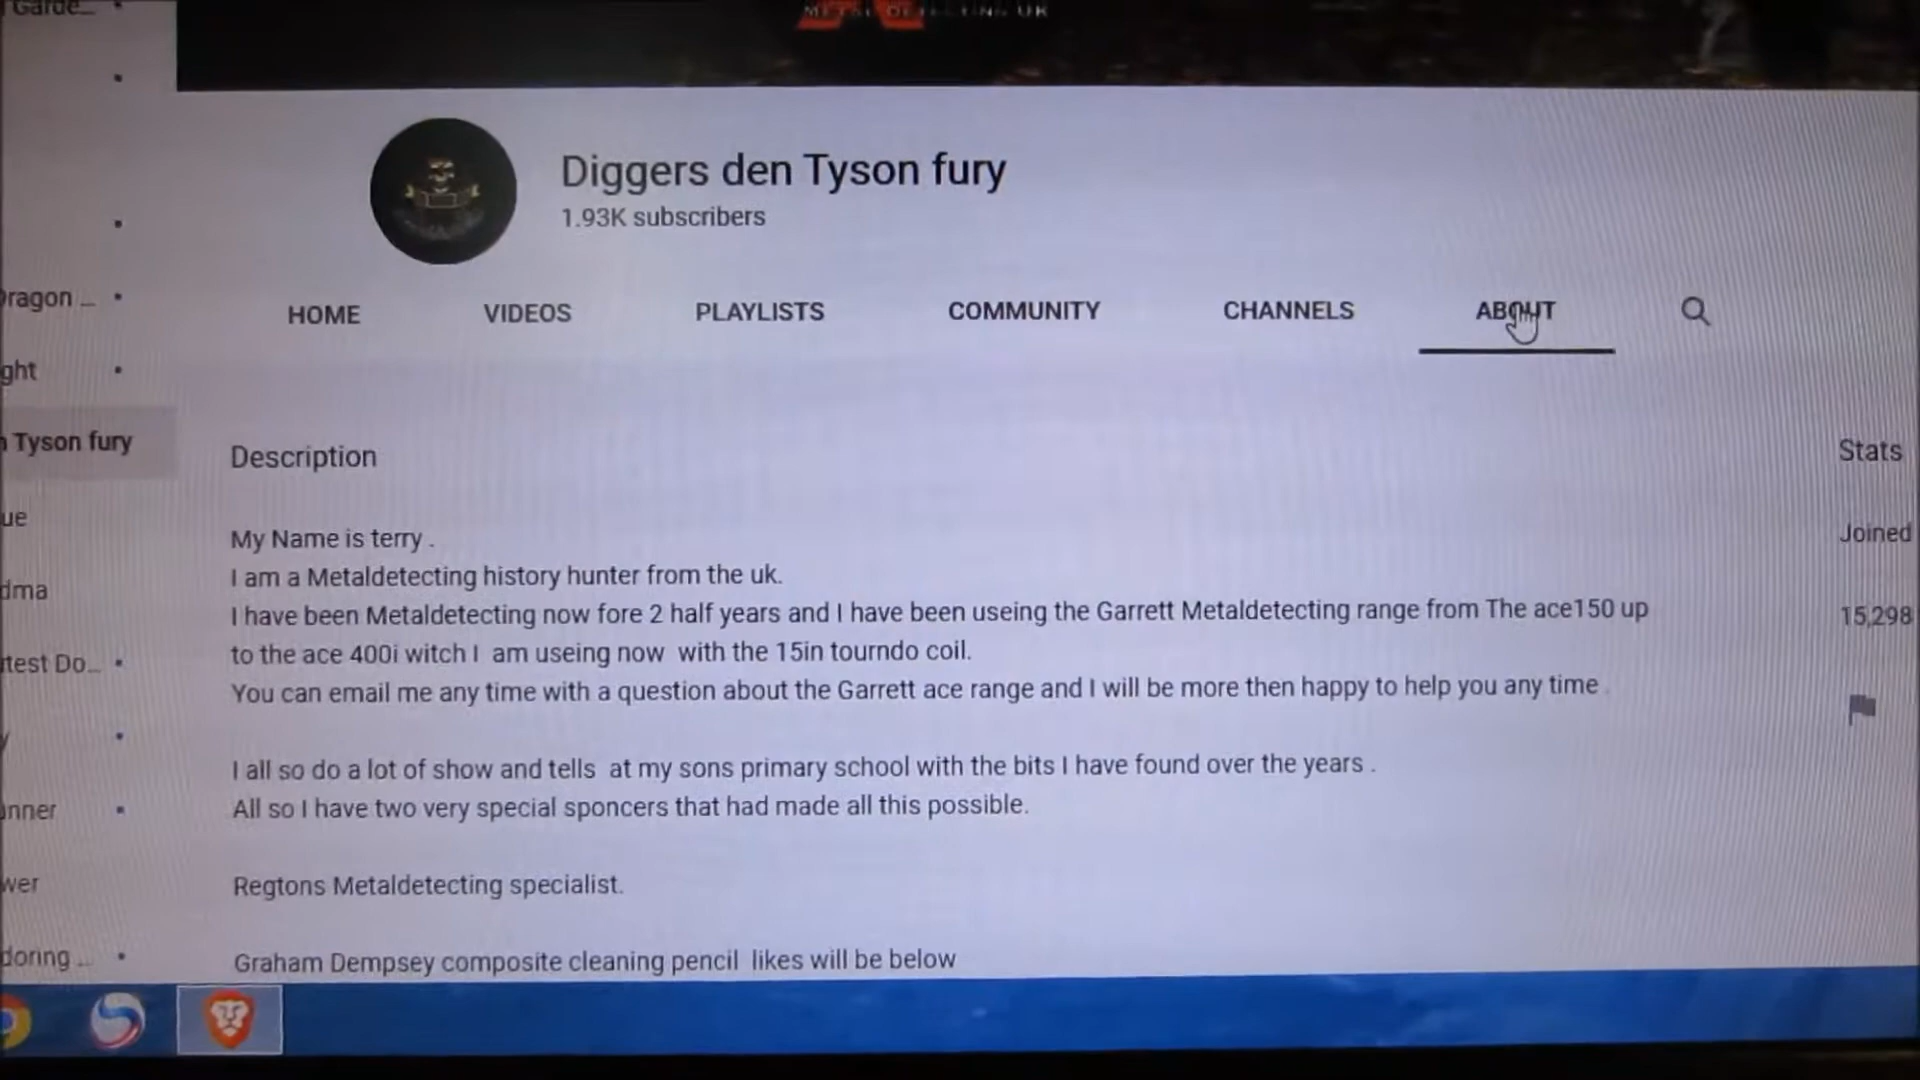 METAL DETECTING UK
Garde...
Diggers den Tyson fury
1.93K subscribers
HOME VIDEOS PLAYLISTS COMMUNITY CHANNELS ABOUT
ragon ...
ght
Tyson fury
ue
dma
test Do...
nner
wer
doring ...
Description
My Name is terry .
I am a Metaldetecting history hunter from the uk.
I have been Metaldetecting now fore 2 half years and I have been useing the Garrett Metaldetecting range from The ace150 up
to the ace 400i witch I am useing now with the 15in tourndo coil.
You can email me any time with a question about the Garrett ace range and I will be more then happy to help you any time .
I all so do a lot of show and tells at my sons primary school with the bits I have found over the years .
All so I have two very special sponcers that had made all this possible.
Regtons Metaldetecting specialist.
Graham Dempsey composite cleaning pencil likes will be below
Stats
Joined
15,298